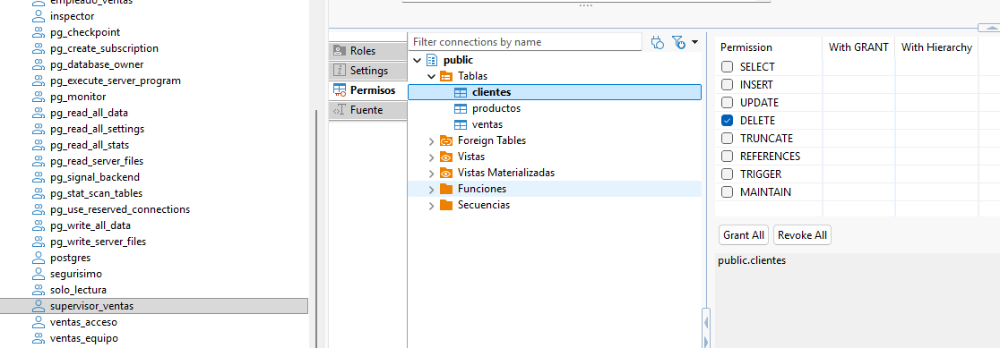 empleado_ventas
inspector
pg_checkpoint
pg_create_subscription
pg_database_owner
pg_execute_server_program
pg_monitor
pg_read_all_data
pg_read_all_settings
pg_read_all_stats
pg_read_server_files
pg_signal_backend
pg_stat_scan_tables
pg_use_reserved_connections
pg_write_all_data
pg_write_server_files
postgres
segurisimo
solo_lectura
supervisor_ventas
ventas_acceso
ventas_equipo
Roles
Settings
Permisos
Fuente
Filter connections by name
public
Tablas
clientes
productos
ventas
Foreign Tables
Vistas
Vistas Materializadas
Funciones
Secuencias
Permission With GRANT With Hierarchy
SELECT
INSERT
UPDATE
DELETE
TRUNCATE
REFERENCES
TRIGGER
MAINTAIN
Grant All Revoke All
public.clientes